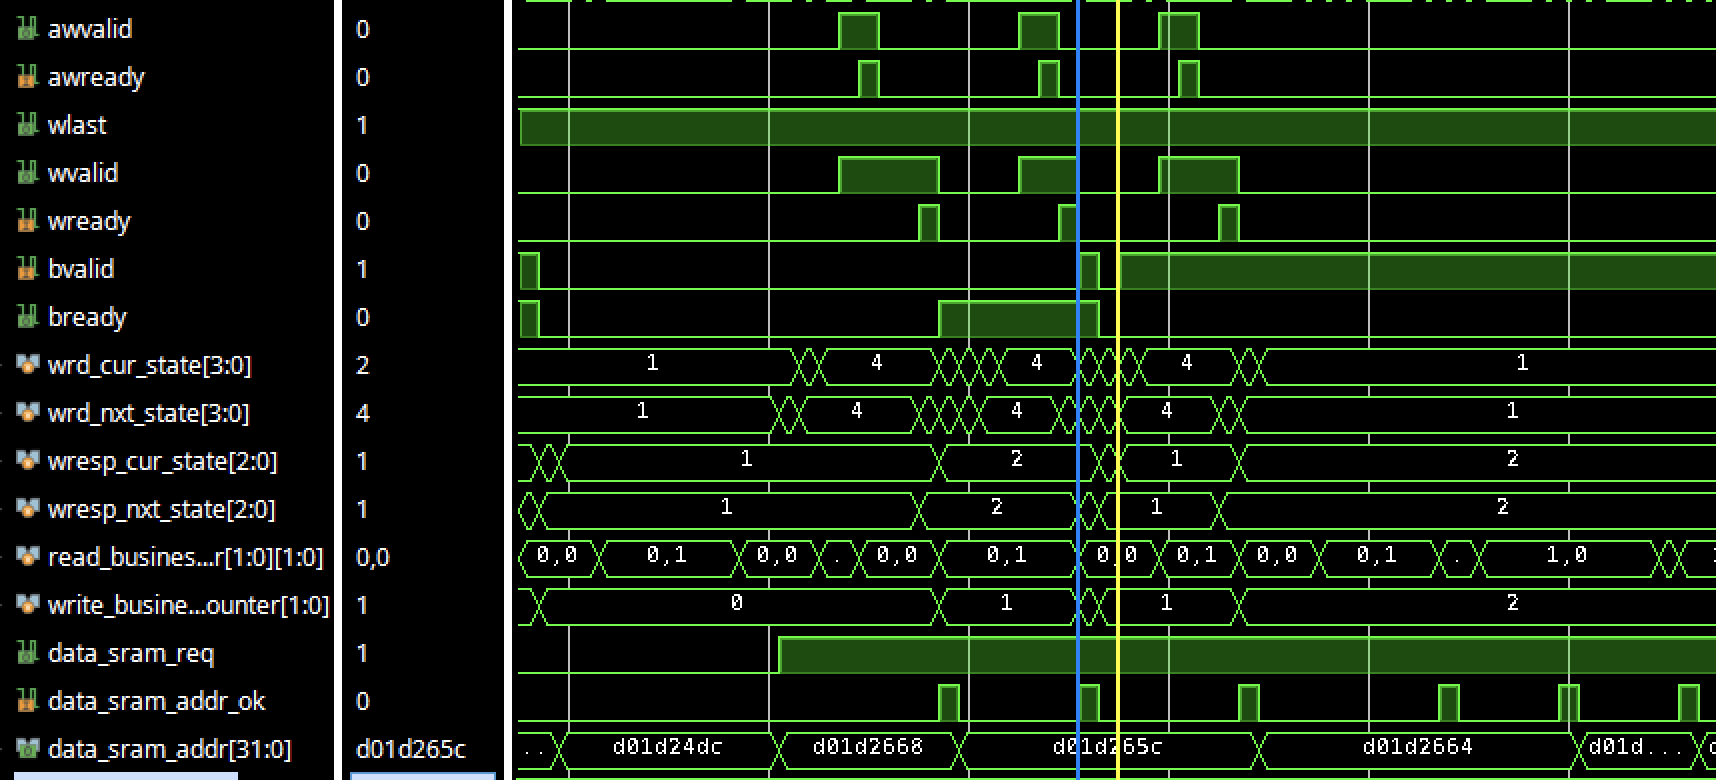 awvalid 0
awready 0
wlast 1
wvalid 0
wready 0
bvalid 1
bready 0
wrd_cur_state[3:0] 2 1 4 4 4 1
wrd_nxt_state[3:0] 4 1 4 4 4 1
wresp_cur_state[2:0] 1 1 2 1 2
wresp_nxt_state[2:0] 1 1 2 1 2
read_busines...r[1:0][1:0] 0,0 0,0 0,1 0,0 . 0,0 0,1 0,0 0,1 0,0 0,1 . 1,0
write_busine...ounter[1:0] 1 0 1 1 2
data_sram_req 1
data_sram_addr_ok 0
data_sram_addr[31:0] d01d265c .. d01d24dc d01d2668 d01d265c d01d2664 d01d...